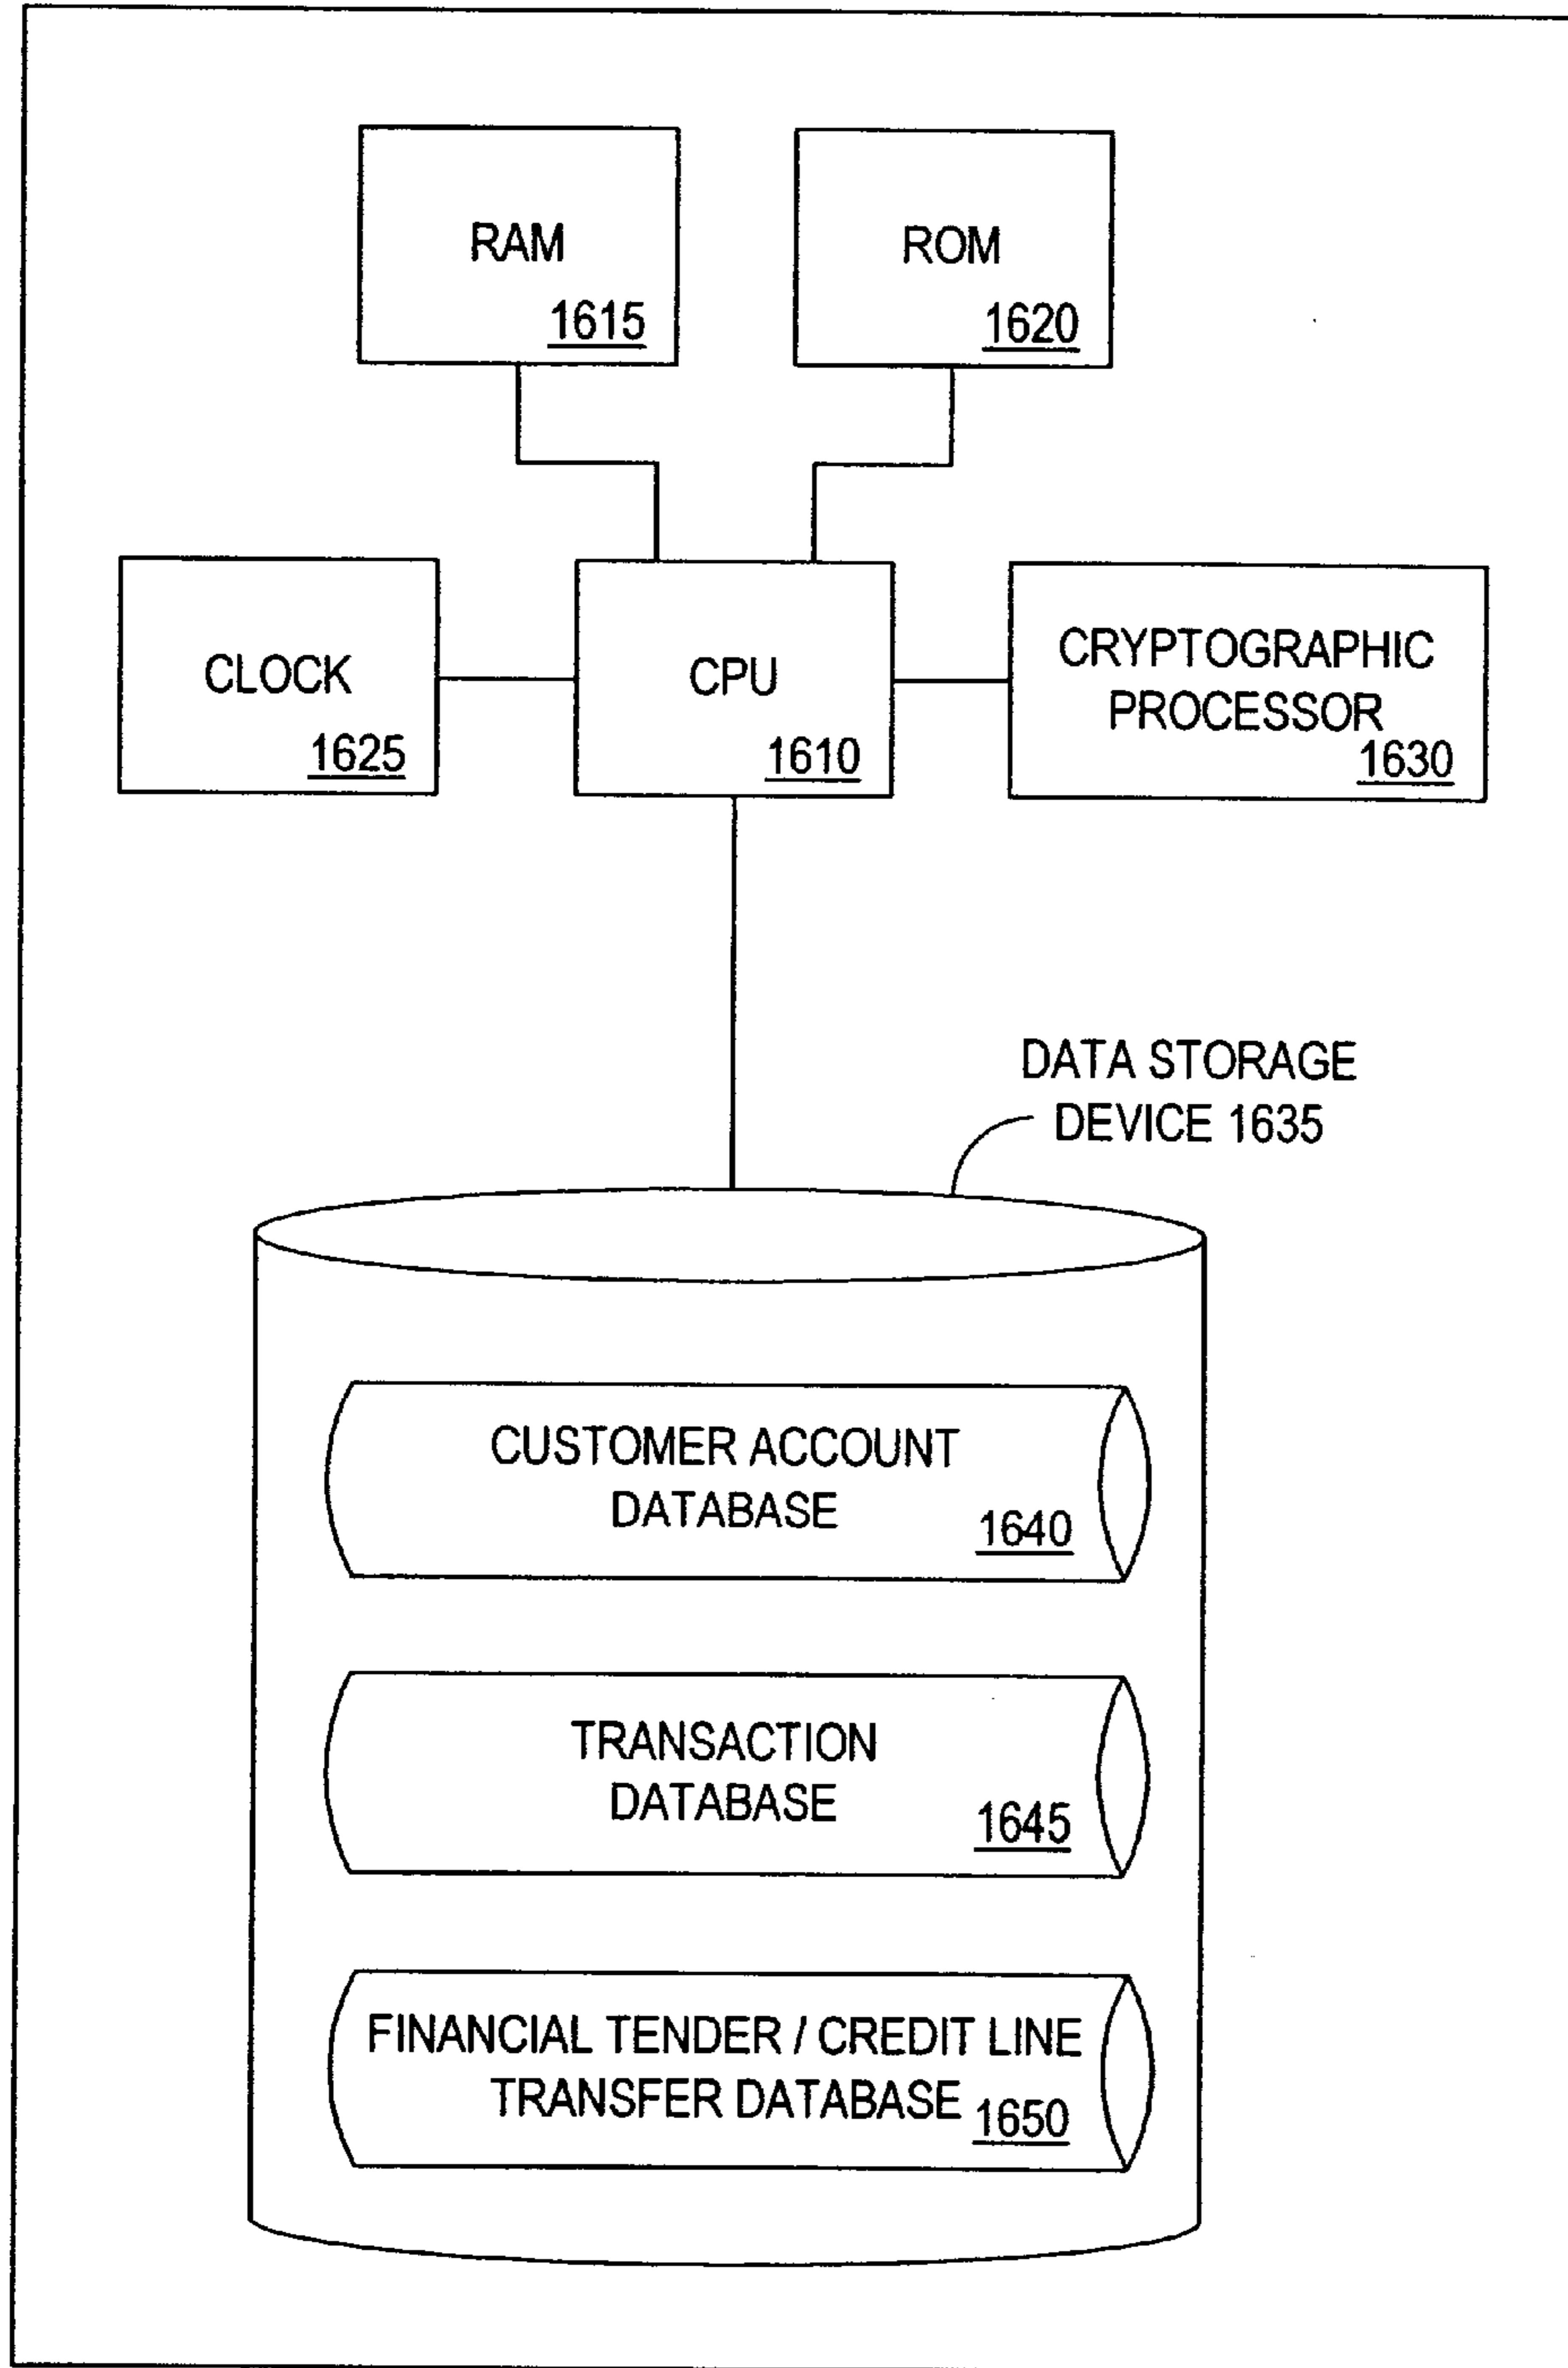 RAM
1615
ROM
1620
CLOCK
1625
CPU
1610
CRYPTOGRAPHIC
PROCESSOR
1630
DATA STORAGE
DEVICE 1635
CUSTOMER ACCOUNT
DATABASE
1640
TRANSACTION
DATABASE
1645
FINANCIAL TENDER / CREDIT LINE
TRANSFER DATABASE
1650